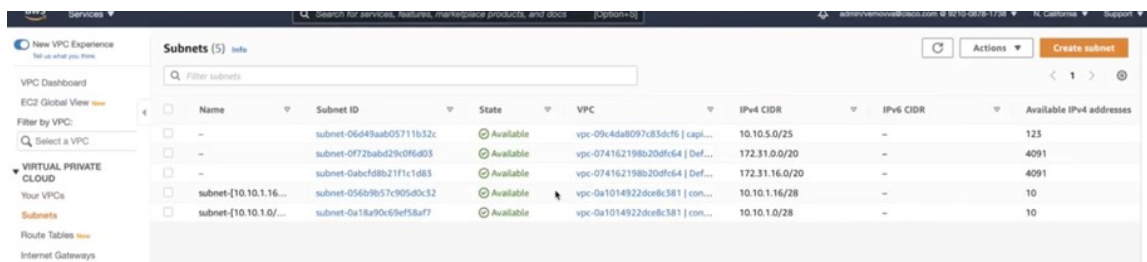 aws Services ▼ Search for services, features, marketplace products, and docs [Option+S] N. California ▼ Support ▼
New VPC Experience
Tell us what you think
Subnets (5) Info
Actions ▼ Create subnet
Filter subnets
< 1 >
VPC Dashboard
EC2 Global View New
Filter by VPC:
Select a VPC
VIRTUAL PRIVATE CLOUD
Your VPCs
Subnets
Route Tables New
Internet Gateways
Name Subnet ID State VPC IPv4 CIDR IPv6 CIDR Available IPv4 addresses
– subnet-06d49aab05711b32c Available vpc-09c4da8097c83dcf6 | capi... 10.10.5.0/25 – 123
– subnet-0f72babd29c0f6d03 Available vpc-074162198b20dfc64 | Def... 172.31.0.0/20 – 4091
– subnet-0abcfd8b21f1c1d83 Available vpc-074162198b20dfc64 | Def... 172.31.16.0/20 – 4091
subnet-[10.10.1.16... subnet-056b9b57c905d0c32 Available vpc-0a1014922dce8c381 | con... 10.10.1.16/28 – 10
subnet-[10.10.1.0/... subnet-0a18a90c69ef58af7 Available vpc-0a1014922dce8c381 | con... 10.10.1.0/28 – 10